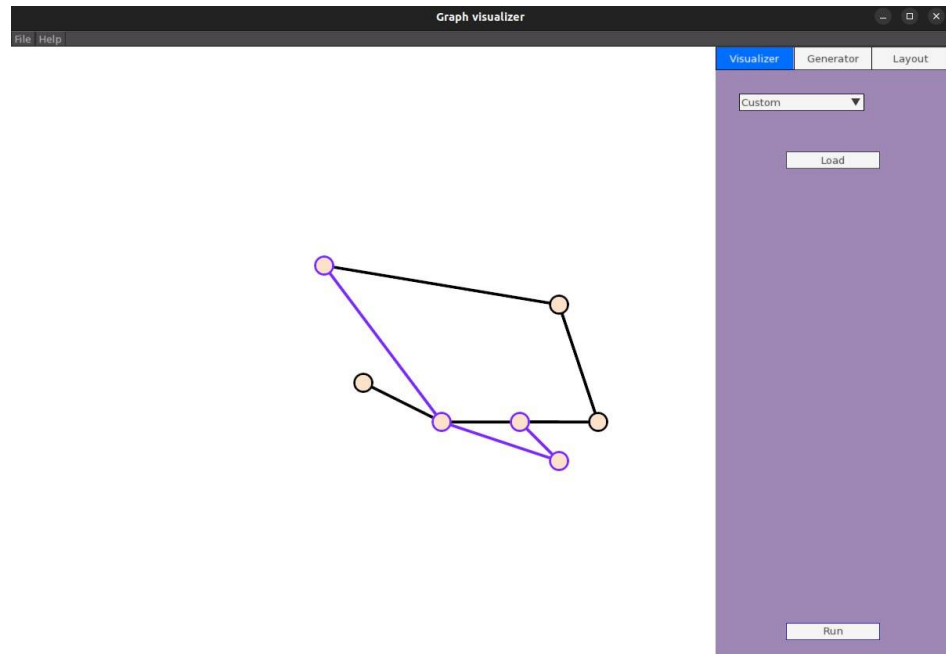 Graph visualizer
File Help
Visualizer Generator Layout
Custom
Load
Run